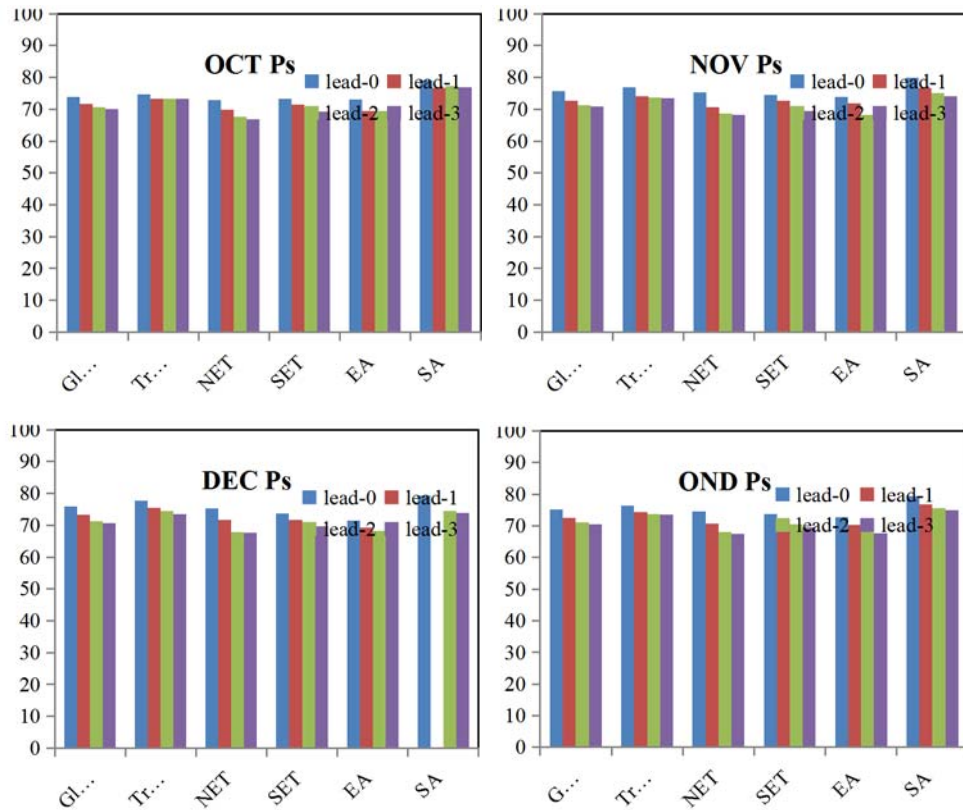 100
90
80
70
60
50
40
30
20
10
0
OCT Ps
lead-0 lead-1
lead-2 lead-3
Gl... Tr... NET SET EA SA
100
90
80
70
60
50
40
30
20
10
0
NOV Ps
lead-0 lead-1
lead-2 lead-3
Gl... Tr... NET SET EA SA
100
90
80
70
60
50
40
30
20
10
0
DEC Ps
lead-0 lead-1
lead-2 lead-3
Gl... Tr... NET SET EA SA
100
90
80
70
60
50
40
30
20
10
0
OND Ps
lead-0 lead-1
lead-2 lead-3
G... Tr... NET SET EA SA